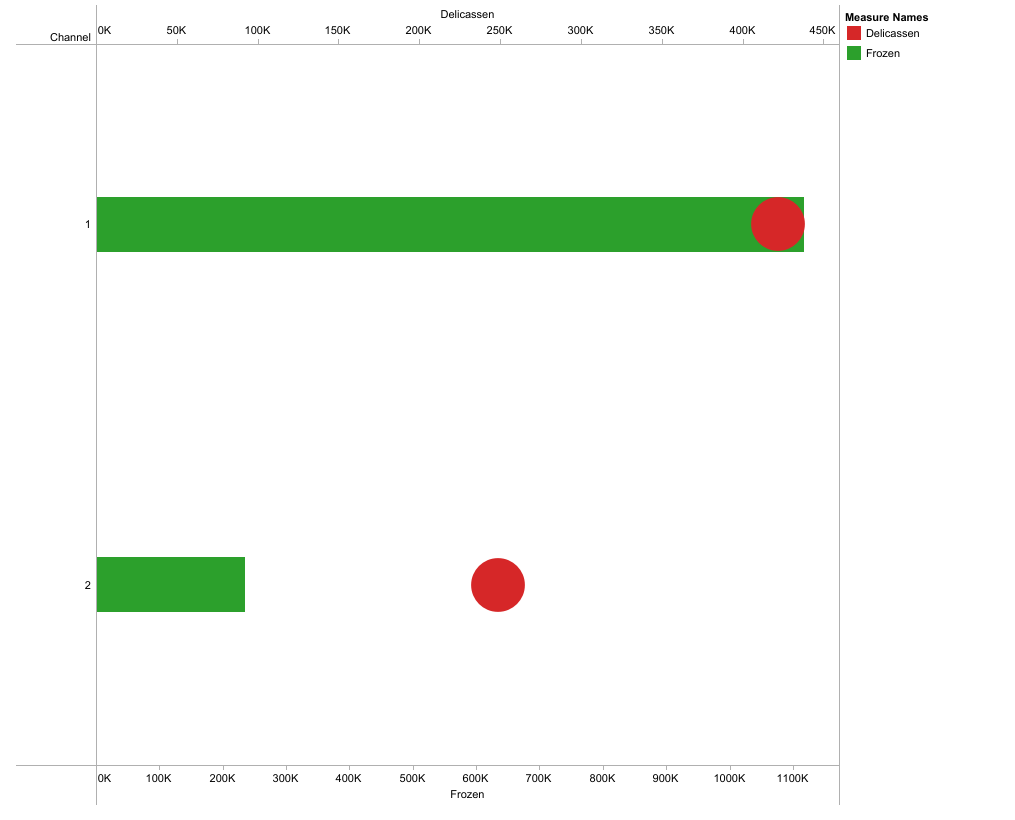 Delicassen
Channel
0K 50K 100K 150K 200K 250K 300K 350K 400K 450K
Measure Names
Delicassen
Frozen
1
2
0K 100K 200K 300K 400K 500K 600K 700K 800K 900K 1000K 1100K
Frozen